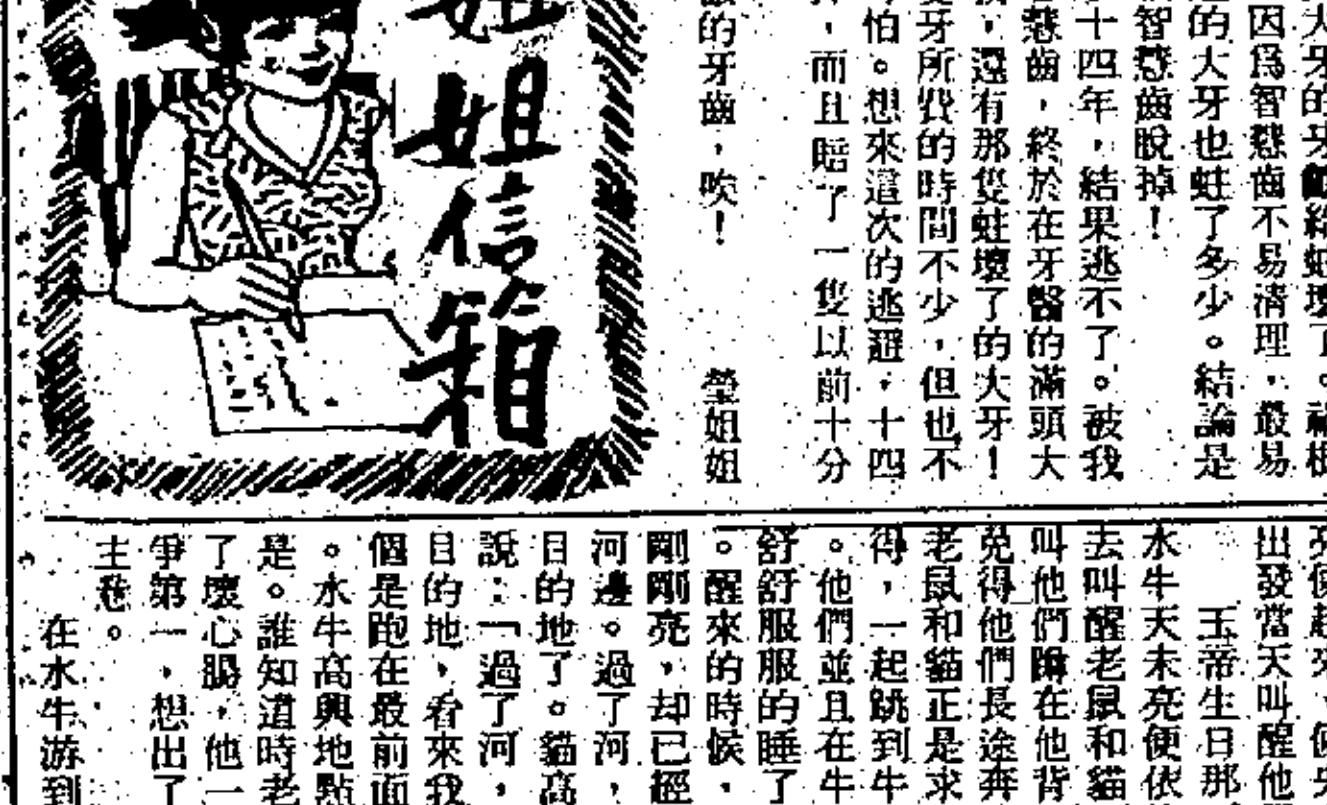 大牙的牙
因爲智慧齒不易清理，最易
的大牙也蛀了多少。結論是
智慧齒脫掉！
十四年，結果逃不了。被我
慧齒，終於在牙醫的滿頭大
，還有那隻蛀壞了的大牙！
牙所費的時間不少，但也不
怕。想來這次的逃避，十四
，而且賠了一隻以前十分
的牙齒，唉！
瑩姐姐
姐姐信箱
出發當天叫醒他
玉帝生日那
水牛天未亮便依
去叫醒老鼠和貓
叫他們蹲在他背
免得他們長途奔
老鼠和貓正是求
得，一起跳到牛
。他們並且在牛
舒舒服服的睡了
。醒來的時候，
剛剛亮，却已經
河邊。過了河，
目的地了。貓高
說：「過了河，
目的地，看來我
個是跑在最前面
。水牛高興地點
是。誰知道時老
了壞心腸，他一
爭第一，想出了
主意。
在水牛游到